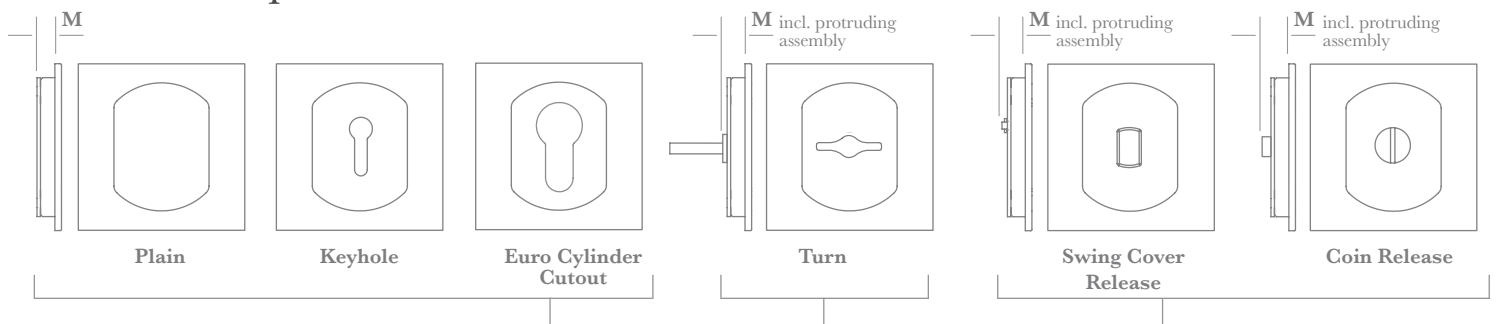 M
M incl. protruding
assembly
M incl. protruding
assembly
M incl. protruding
assembly
Plain
Keyhole
Euro Cylinder
Cutout
Turn
Swing Cover
Release
Coin Release